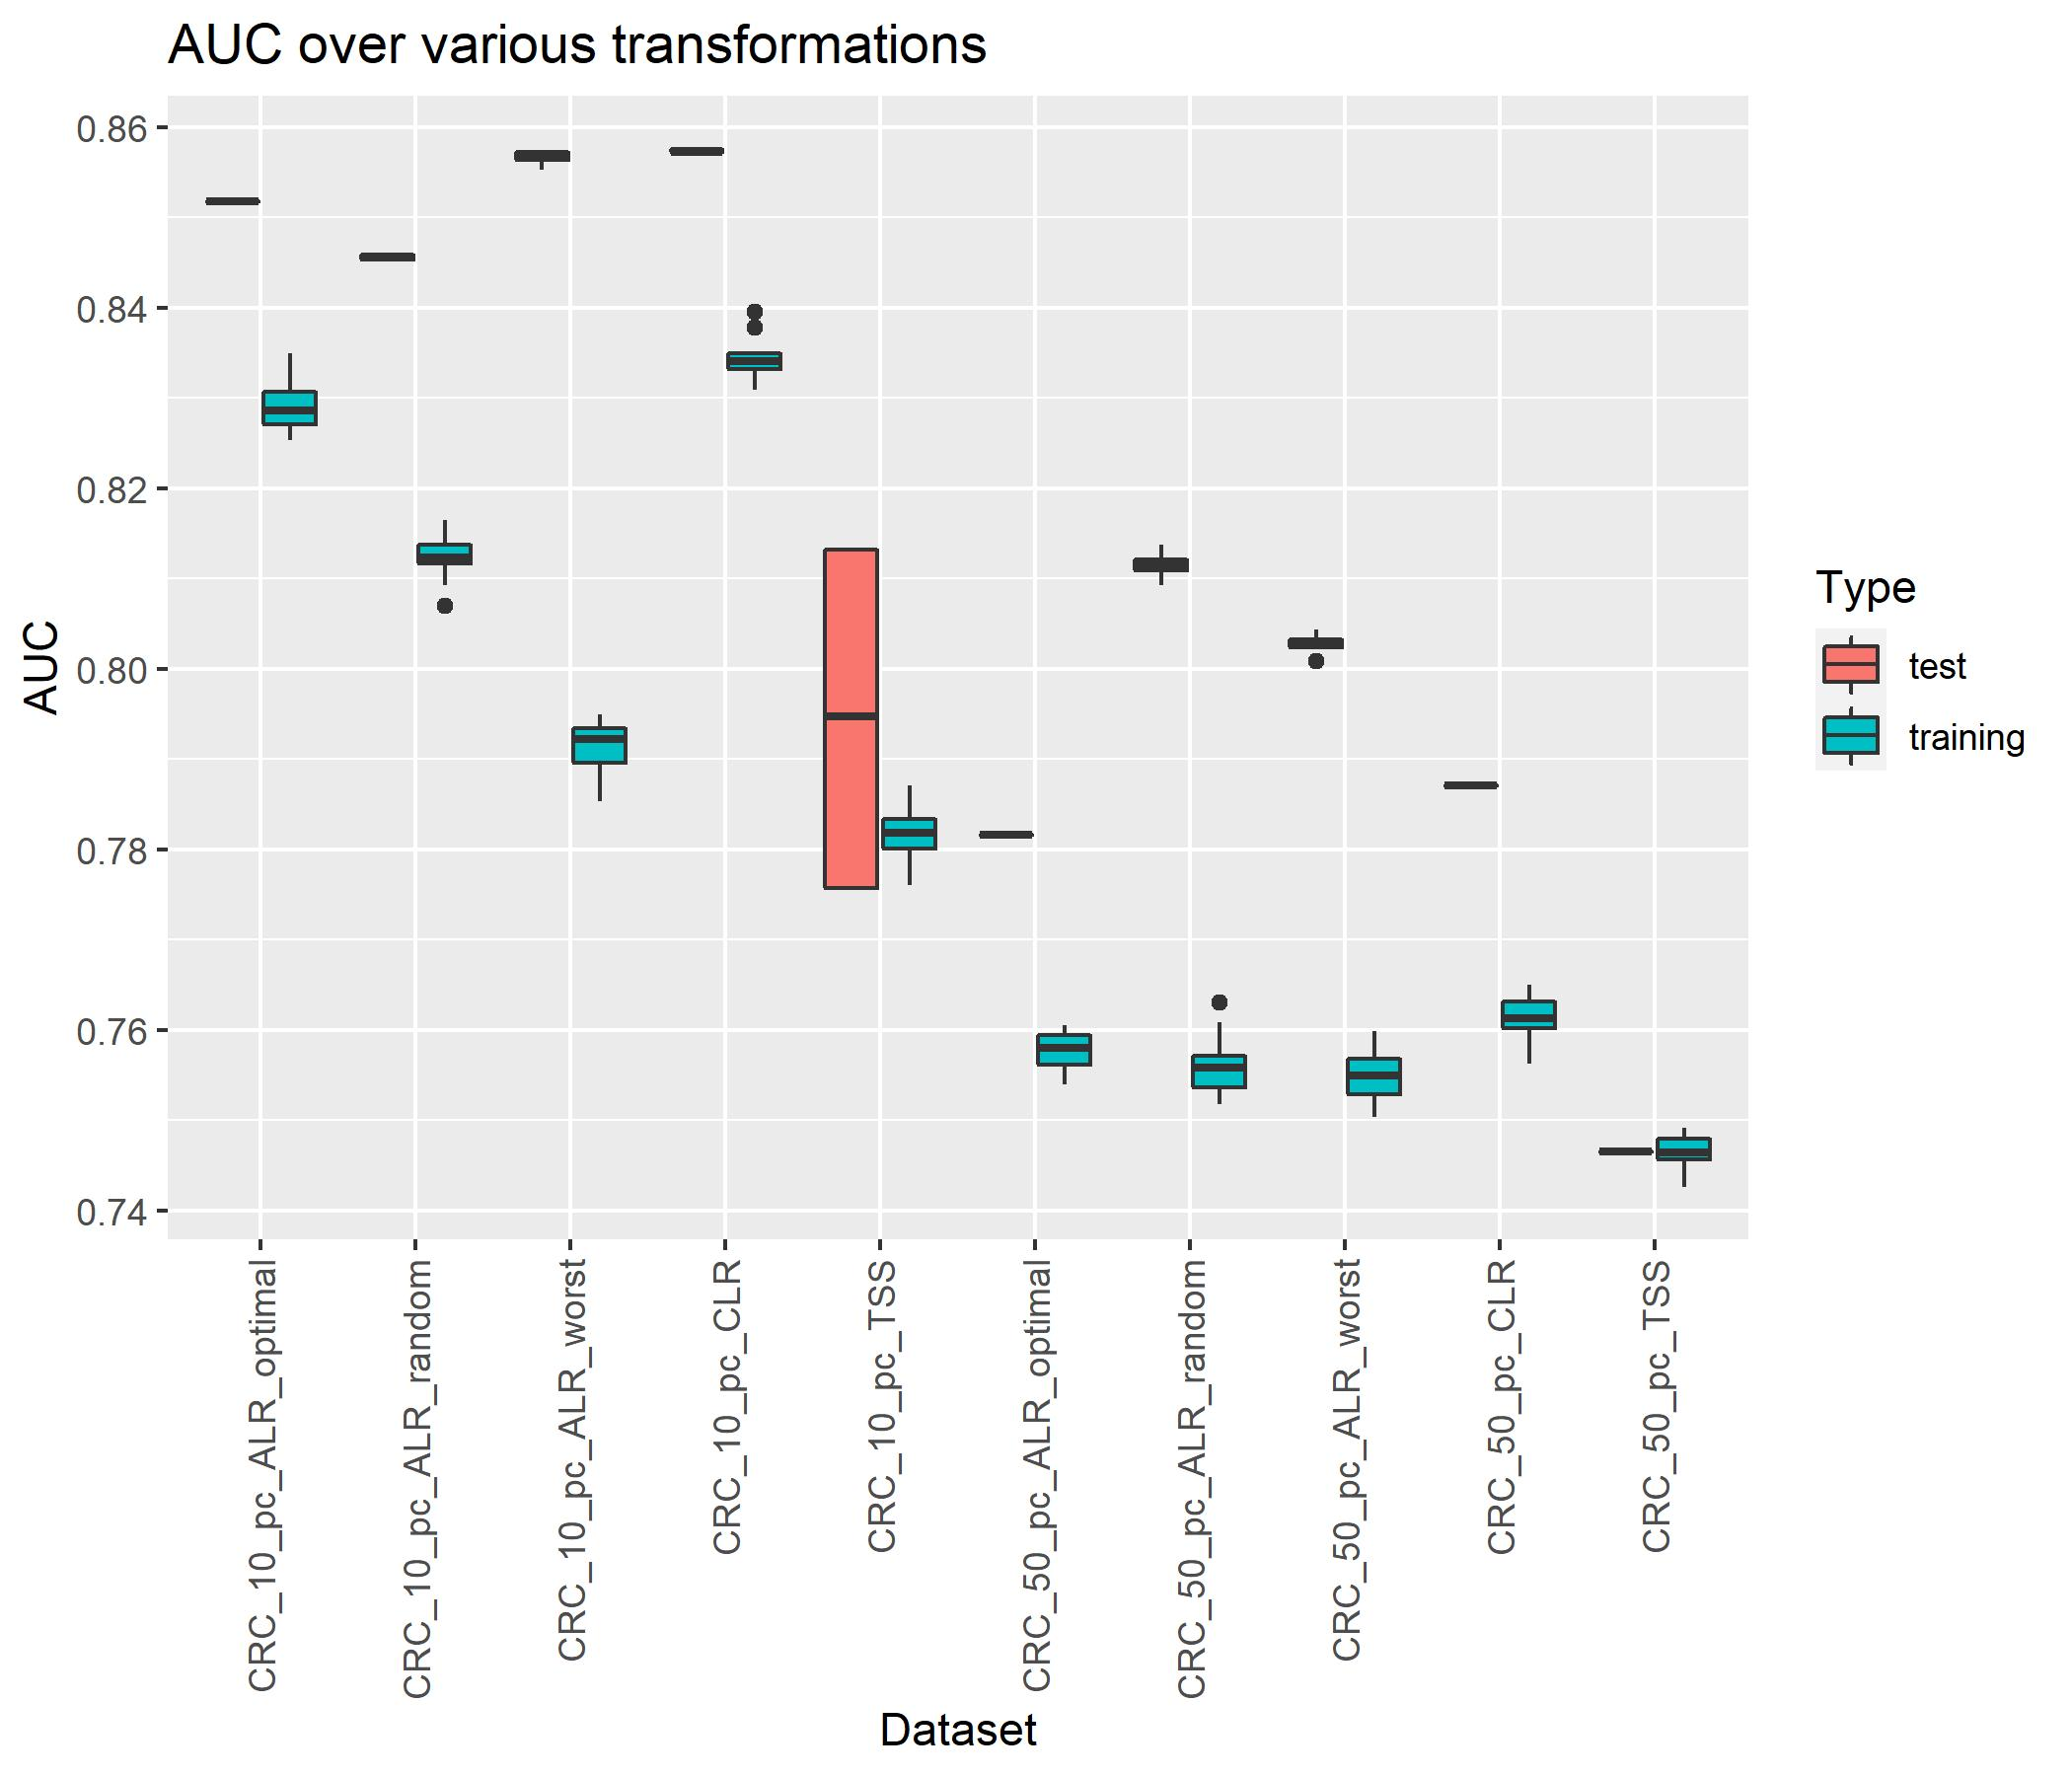 AUC over various transformations
0.86
0.84
0.82
0.80
0.78
0.76
0.74
AUC
CRC_10_pc_ALR_optimal
CRC_10_pc_ALR_random
CRC_10_pc_ALR_worst
CRC_10_pc_CLR
CRC_10_pc_TSS
CRC_50_pc_ALR_optimal
CRC_50_pc_ALR_random
CRC_50_pc_ALR_worst
CRC_50_pc_CLR
CRC_50_pc_TSS
Dataset
Type
test
training